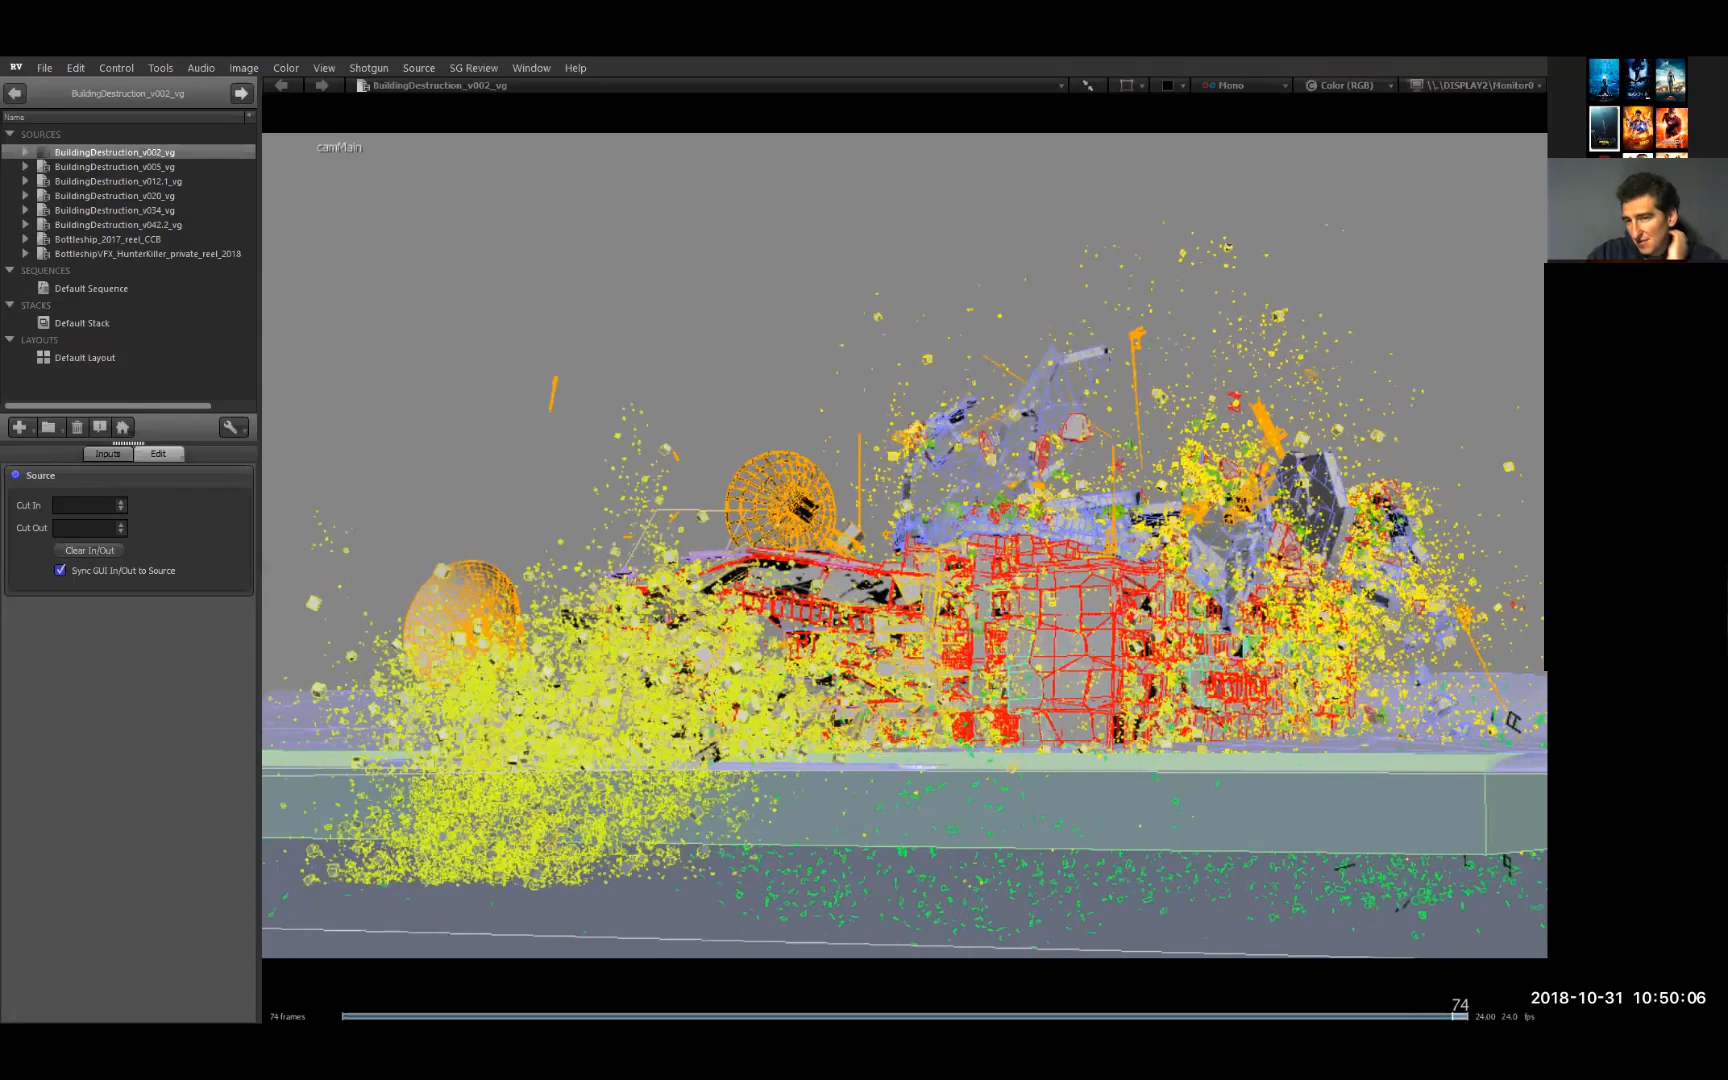 RV File Edit Control Tools Audio Image Color View Shotgun Source SG Review Window Help
BuildingDestruction_v002_vg
BuildingDestruction_v002_vg
Mono
Color (RGB)
\\.\DISPLAY2\Monitor0
Name
SOURCES
BuildingDestruction_v002_vg
BuildingDestruction_v005_vg
BuildingDestruction_v012.1_vg
BuildingDestruction_v020_vg
BuildingDestruction_v034_vg
BuildingDestruction_v042.2_vg
Bottleship_2017_reel_CCB
BottleshipVFX_HunterKiller_private_reel_2018
SEQUENCES
Default Sequence
STACKS
Default Stack
LAYOUTS
Default Layout
Inputs Edit
Source
Cut In
Cut Out
Clear In/Out
Sync GUI In/Out to Source
camMain
74
74 frames
24.00 24.0 fps
2018-10-31 10:50:06